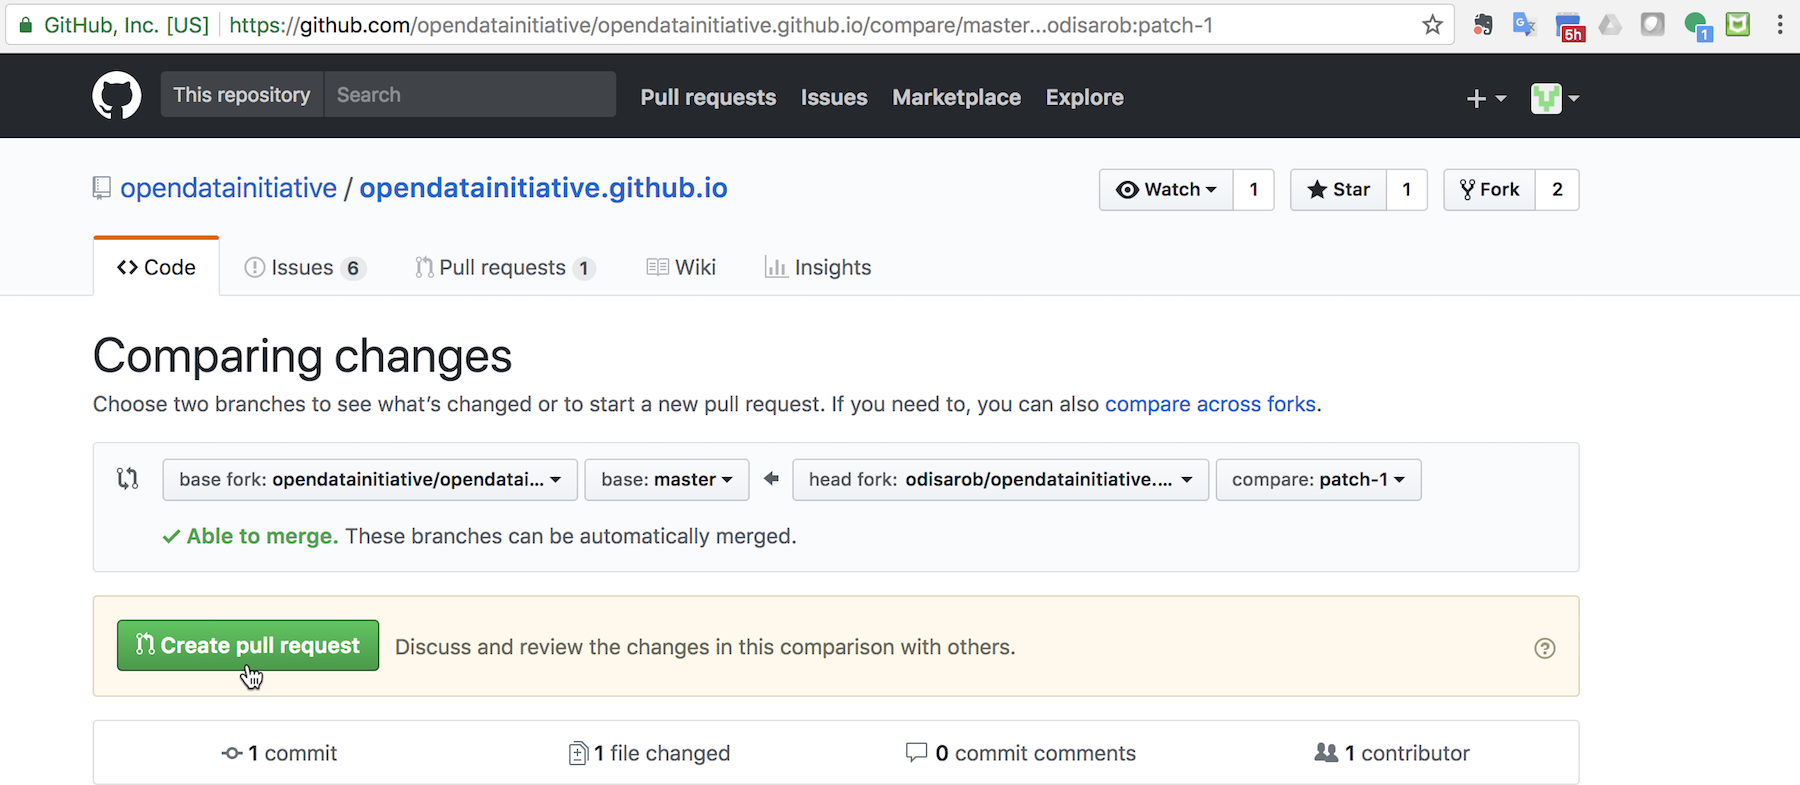 GitHub, Inc. [US] https://github.com/opendatainitiative/opendatainitiative.github.io/compare/master...odisarob:patch-1
5h
1
This repository Search Pull requests Issues Marketplace Explore
opendatainitiative / opendatainitiative.github.io
Watch 1 Star 1 Fork 2
Code Issues 6 Pull requests 1 Wiki Insights
Comparing changes
Choose two branches to see what's changed or to start a new pull request. If you need to, you can also compare across forks.
base fork: opendatainitiative/opendatai... base: master head fork: odisarob/opendatainitiative.... compare: patch-1
Able to merge. These branches can be automatically merged.
Create pull request Discuss and review the changes in this comparison with others.
1 commit 1 file changed 0 commit comments 1 contributor